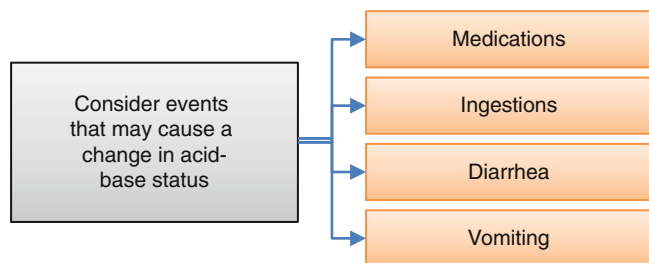 Consider events
that may cause a
change in acid-
base status
Medications
Ingestions
Diarrhea
Vomiting